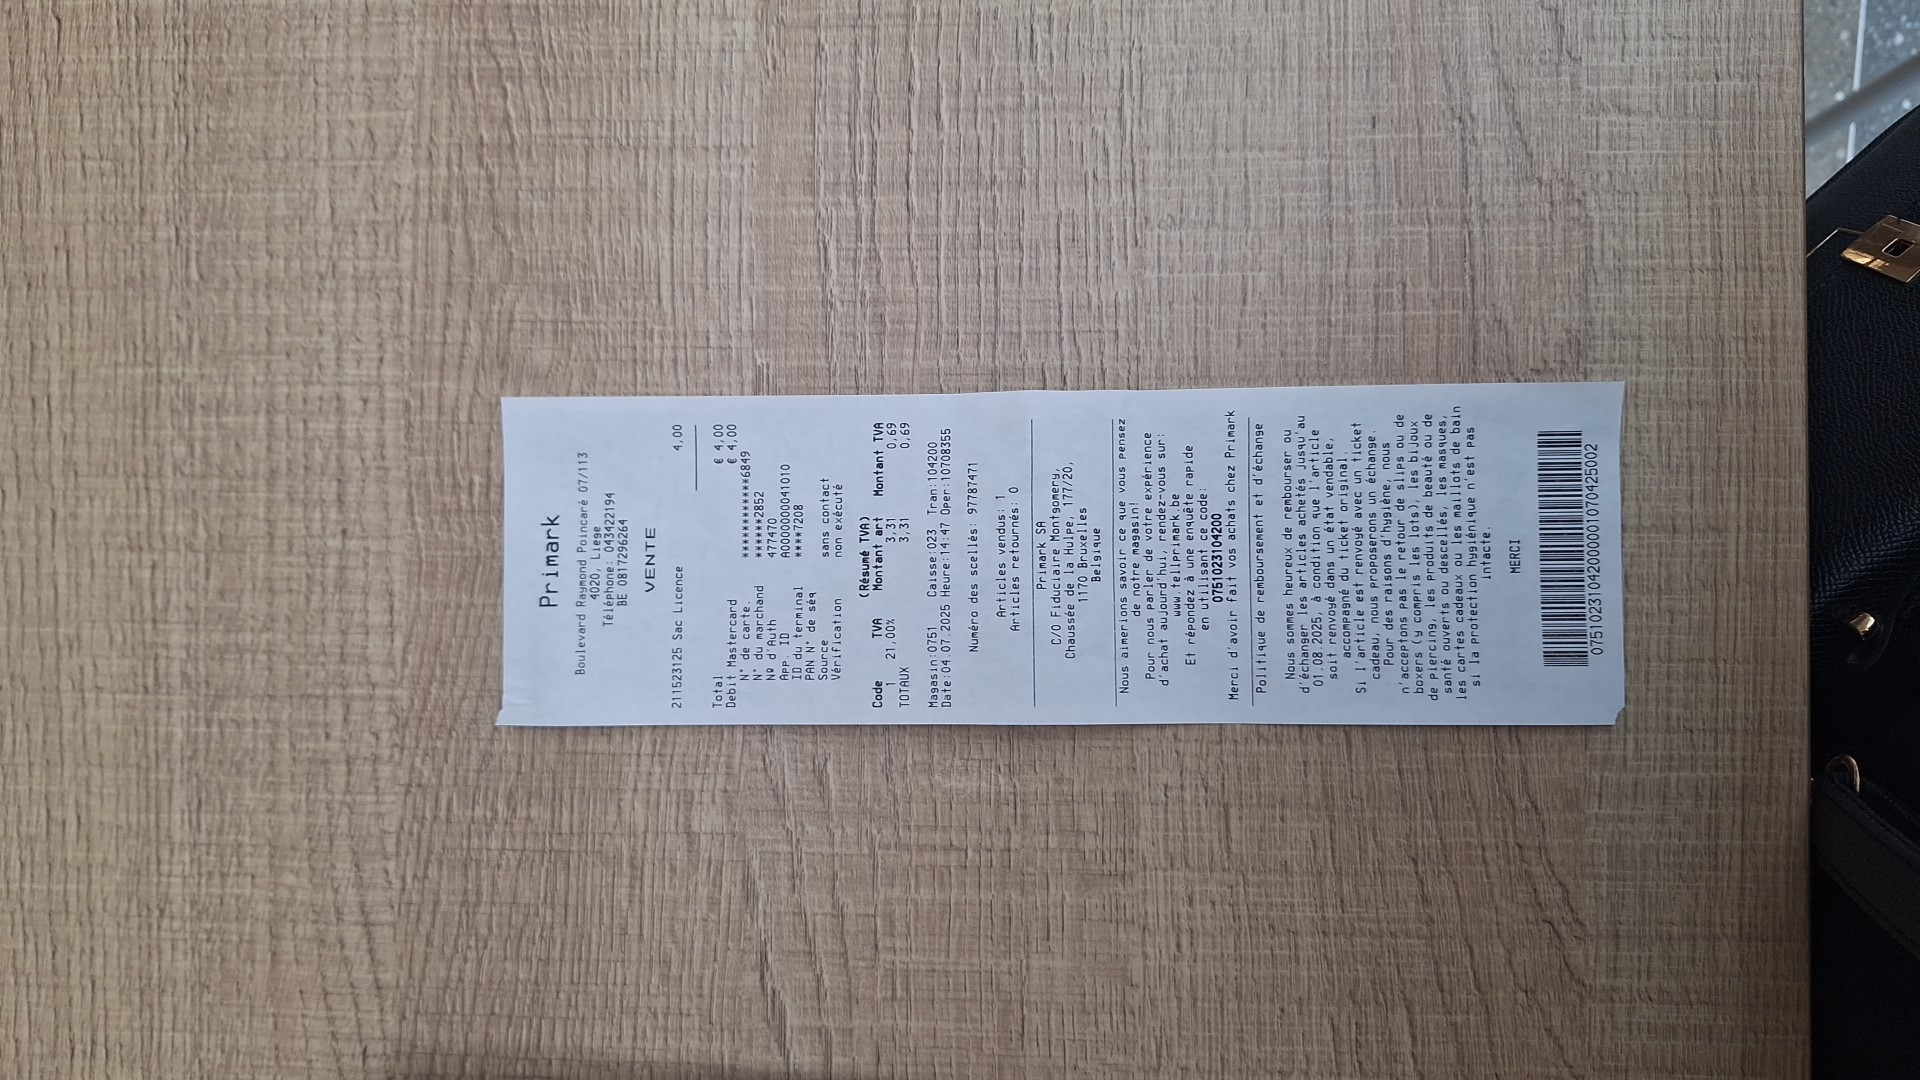 Primark
Boulevard Raymond Poincaré 07/113
4020, Liege
Téléphone: 043422194
BE 0817296264
VENTE
211523125 Sac Licence 4,00
Total € 4,00
Debit Mastercard € 4,00
N° de carte. ************6849
N° du marchand ******2852
Nº d'Auth 477470
App. ID A0000000041010
ID du terminal ****7208
PAN N° de séq
Source sans contact
Vérification non exécuté
(Résumé TVA)
Code TVA Montant art Montant TVA
1 21,00% 3,31 0,69
TOTAUX 3,31 0,69
Magasin:0751 Caisse:023 Tran:104200
Date:04.07.2025 Heure:14:47 Oper:10708355
Numéro des scellés: 97787471
Articles vendus: 1
Articles retournés: 0
Primark SA
C/O Fiduciaire Montgomery,
Chaussée de la Hulpe, 177/20,
1170 Bruxelles
Belgique
Nous aimerions savoir ce que vous pensez
de notre magasin!
Pour nous parler de votre expérience
d'achat aujourd'hui, rendez-vous sur:
www.tellprimark.be
Et répondez à une enquête rapide
en utilisant ce code:
075102310420​0
Merci d'avoir fait vos achats chez Primark
Politique de remboursement et d'échange
Nous sommes heureux de rembourser ou
d'échanger les articles achetés jusqu'au
01.08.2025, à condition que l'article
soit renvoyé dans un état vendable,
accompagné du ticket original.
Si l'article est renvoyé avec un ticket
cadeau, nous proposerons un échange.
Pour des raisons d'hygiène, nous
n'acceptons pas le retour de slips ou de
boxers (y compris les lots), les bijoux
de piercing, les produits de beauté ou de
santé ouverts ou descellés, les masques,
les cartes cadeaux ou les maillots de bain
si la protection hygiénique n'est pas
intacte.
MERCI
07510231042000001070425002